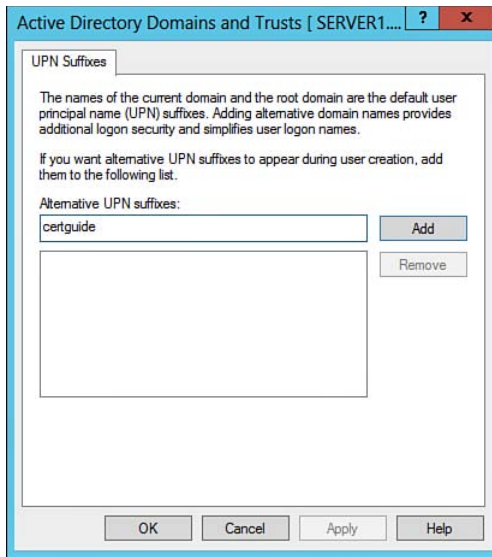 Active Directory Domains and Trusts [ SERVER1.... ? x
UPN Suffixes
The names of the current domain and the root domain are the default user
principal name (UPN) suffixes. Adding alternative domain names provides
additional logon security and simplifies user logon names.
If you want alternative UPN suffixes to appear during user creation, add
them to the following list.
Alternative UPN suffixes:
certguide Add
Remove
OK Cancel Apply Help